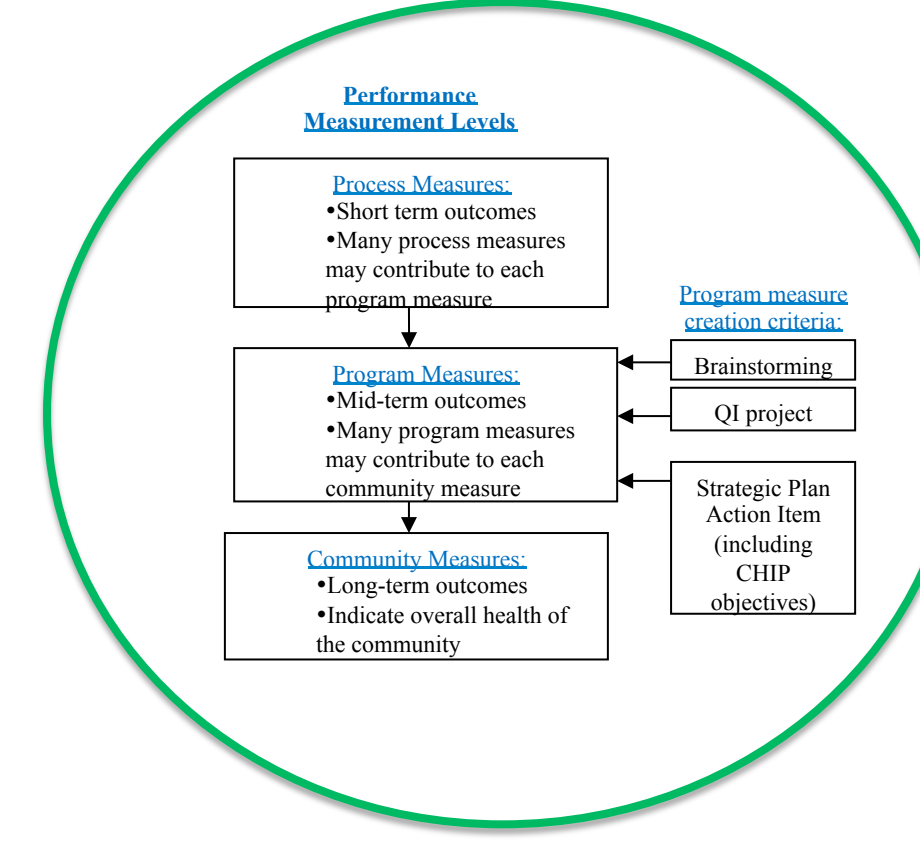 Performance
Measurement Levels
Process Measures:
•Short term outcomes
•Many process measures
may contribute to each
program measure
Program Measures:
•Mid-term outcomes
•Many program measures
may contribute to each
community measure
Community Measures:
•Long-term outcomes
•Indicate overall health of
the community
Program measure
creation criteria:
Brainstorming
QI project
Strategic Plan
Action Item
(including
CHIP
objectives)